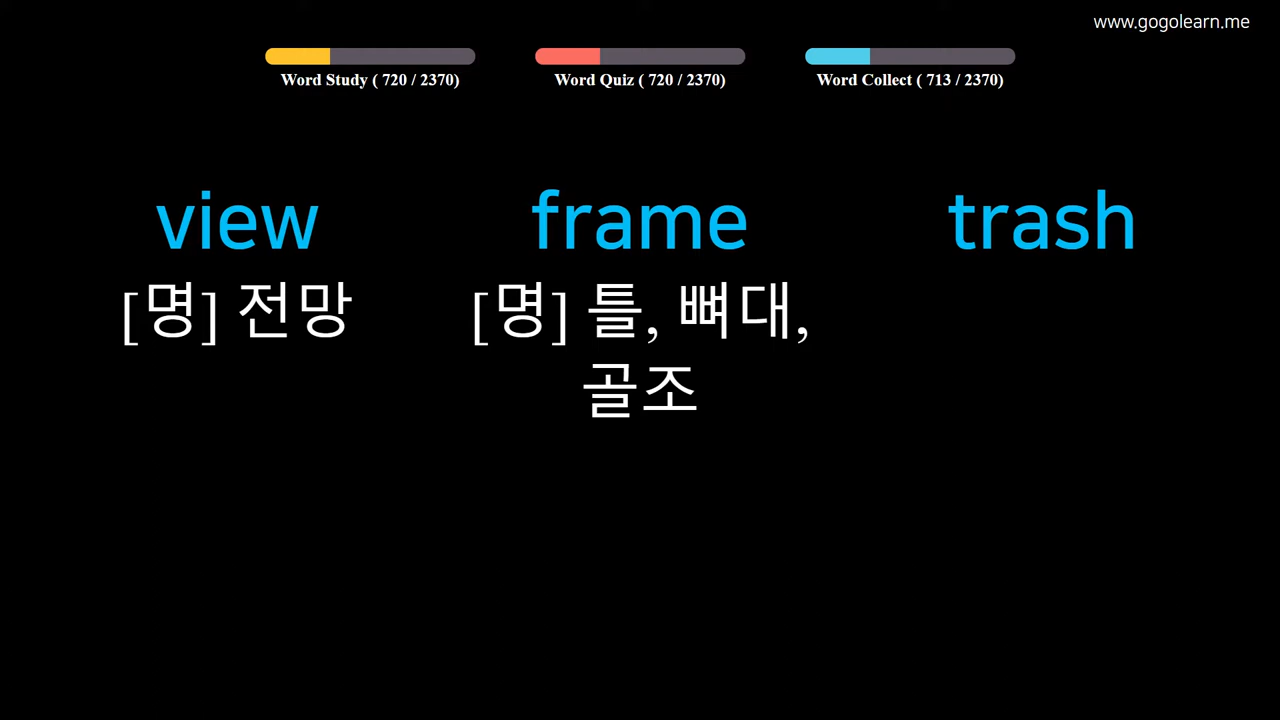 www.gogolearn.me
Word Study ( 720 / 2370)
Word Quiz ( 720 / 2370)
Word Collect ( 713 / 2370)
view
[명] 전망
frame
[명] 틀, 뼈대,
골조
trash